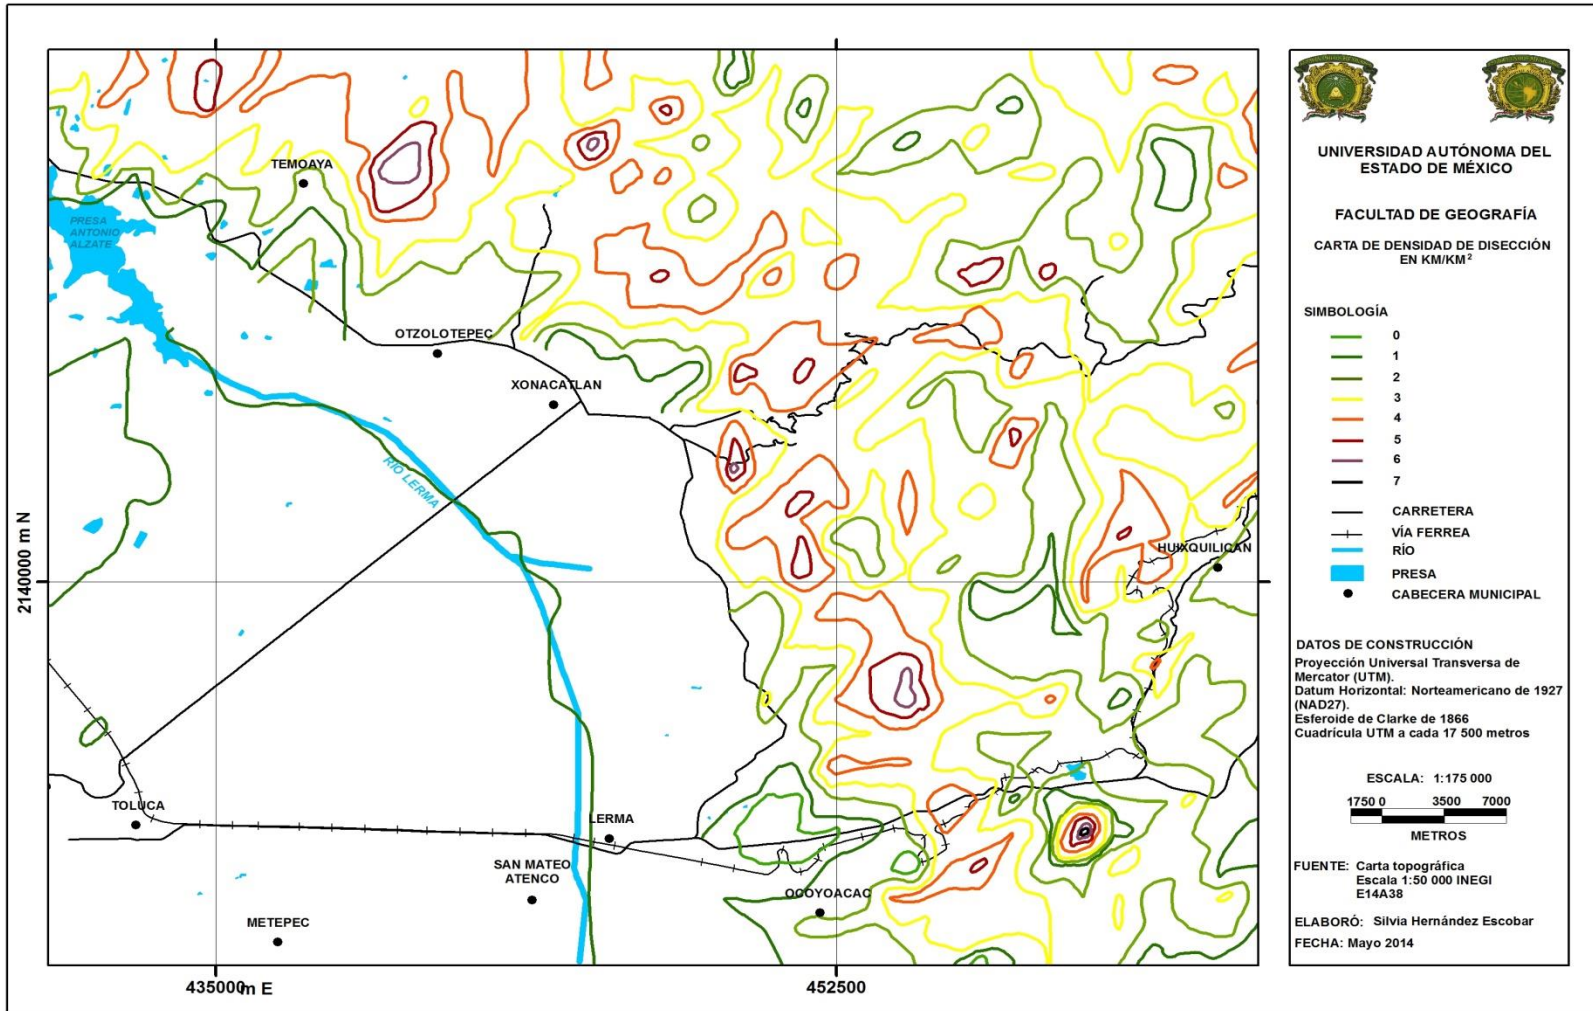 TEMOAYA
PRESA
ANTONIO
ALZATE
OTZOLOTEPEC
XONACATLAN
RÍO LERMA
HUIXQUILICAN
TOLUCA
LERMA
SAN MATEO
ATENCO
OCOYOACAC
METEPEC
2140000 m N
435000 m E
452500
UNIVERSIDAD AUTÓNOMA DEL
ESTADO DE MÉXICO
FACULTAD DE GEOGRAFÍA
CARTA DE DENSIDAD DE DISECCIÓN
EN KM/KM²
SIMBOLOGÍA
0
1
2
3
4
5
6
7
CARRETERA
VÍA FERREA
RÍO
PRESA
CABECERA MUNICIPAL
DATOS DE CONSTRUCCIÓN
Proyección Universal Transversa de
Mercator (UTM).
Datum Horizontal: Norteamericano de 1927
(NAD27).
Esferoide de Clarke de 1866
Cuadrícula UTM a cada 17 500 metros
ESCALA: 1:175 000
1750 0 3500 7000
METROS
FUENTE: Carta topográfica
Escala 1:50 000 INEGI
E14A38
ELABORÓ: Silvia Hernández Escobar
FECHA: Mayo 2014